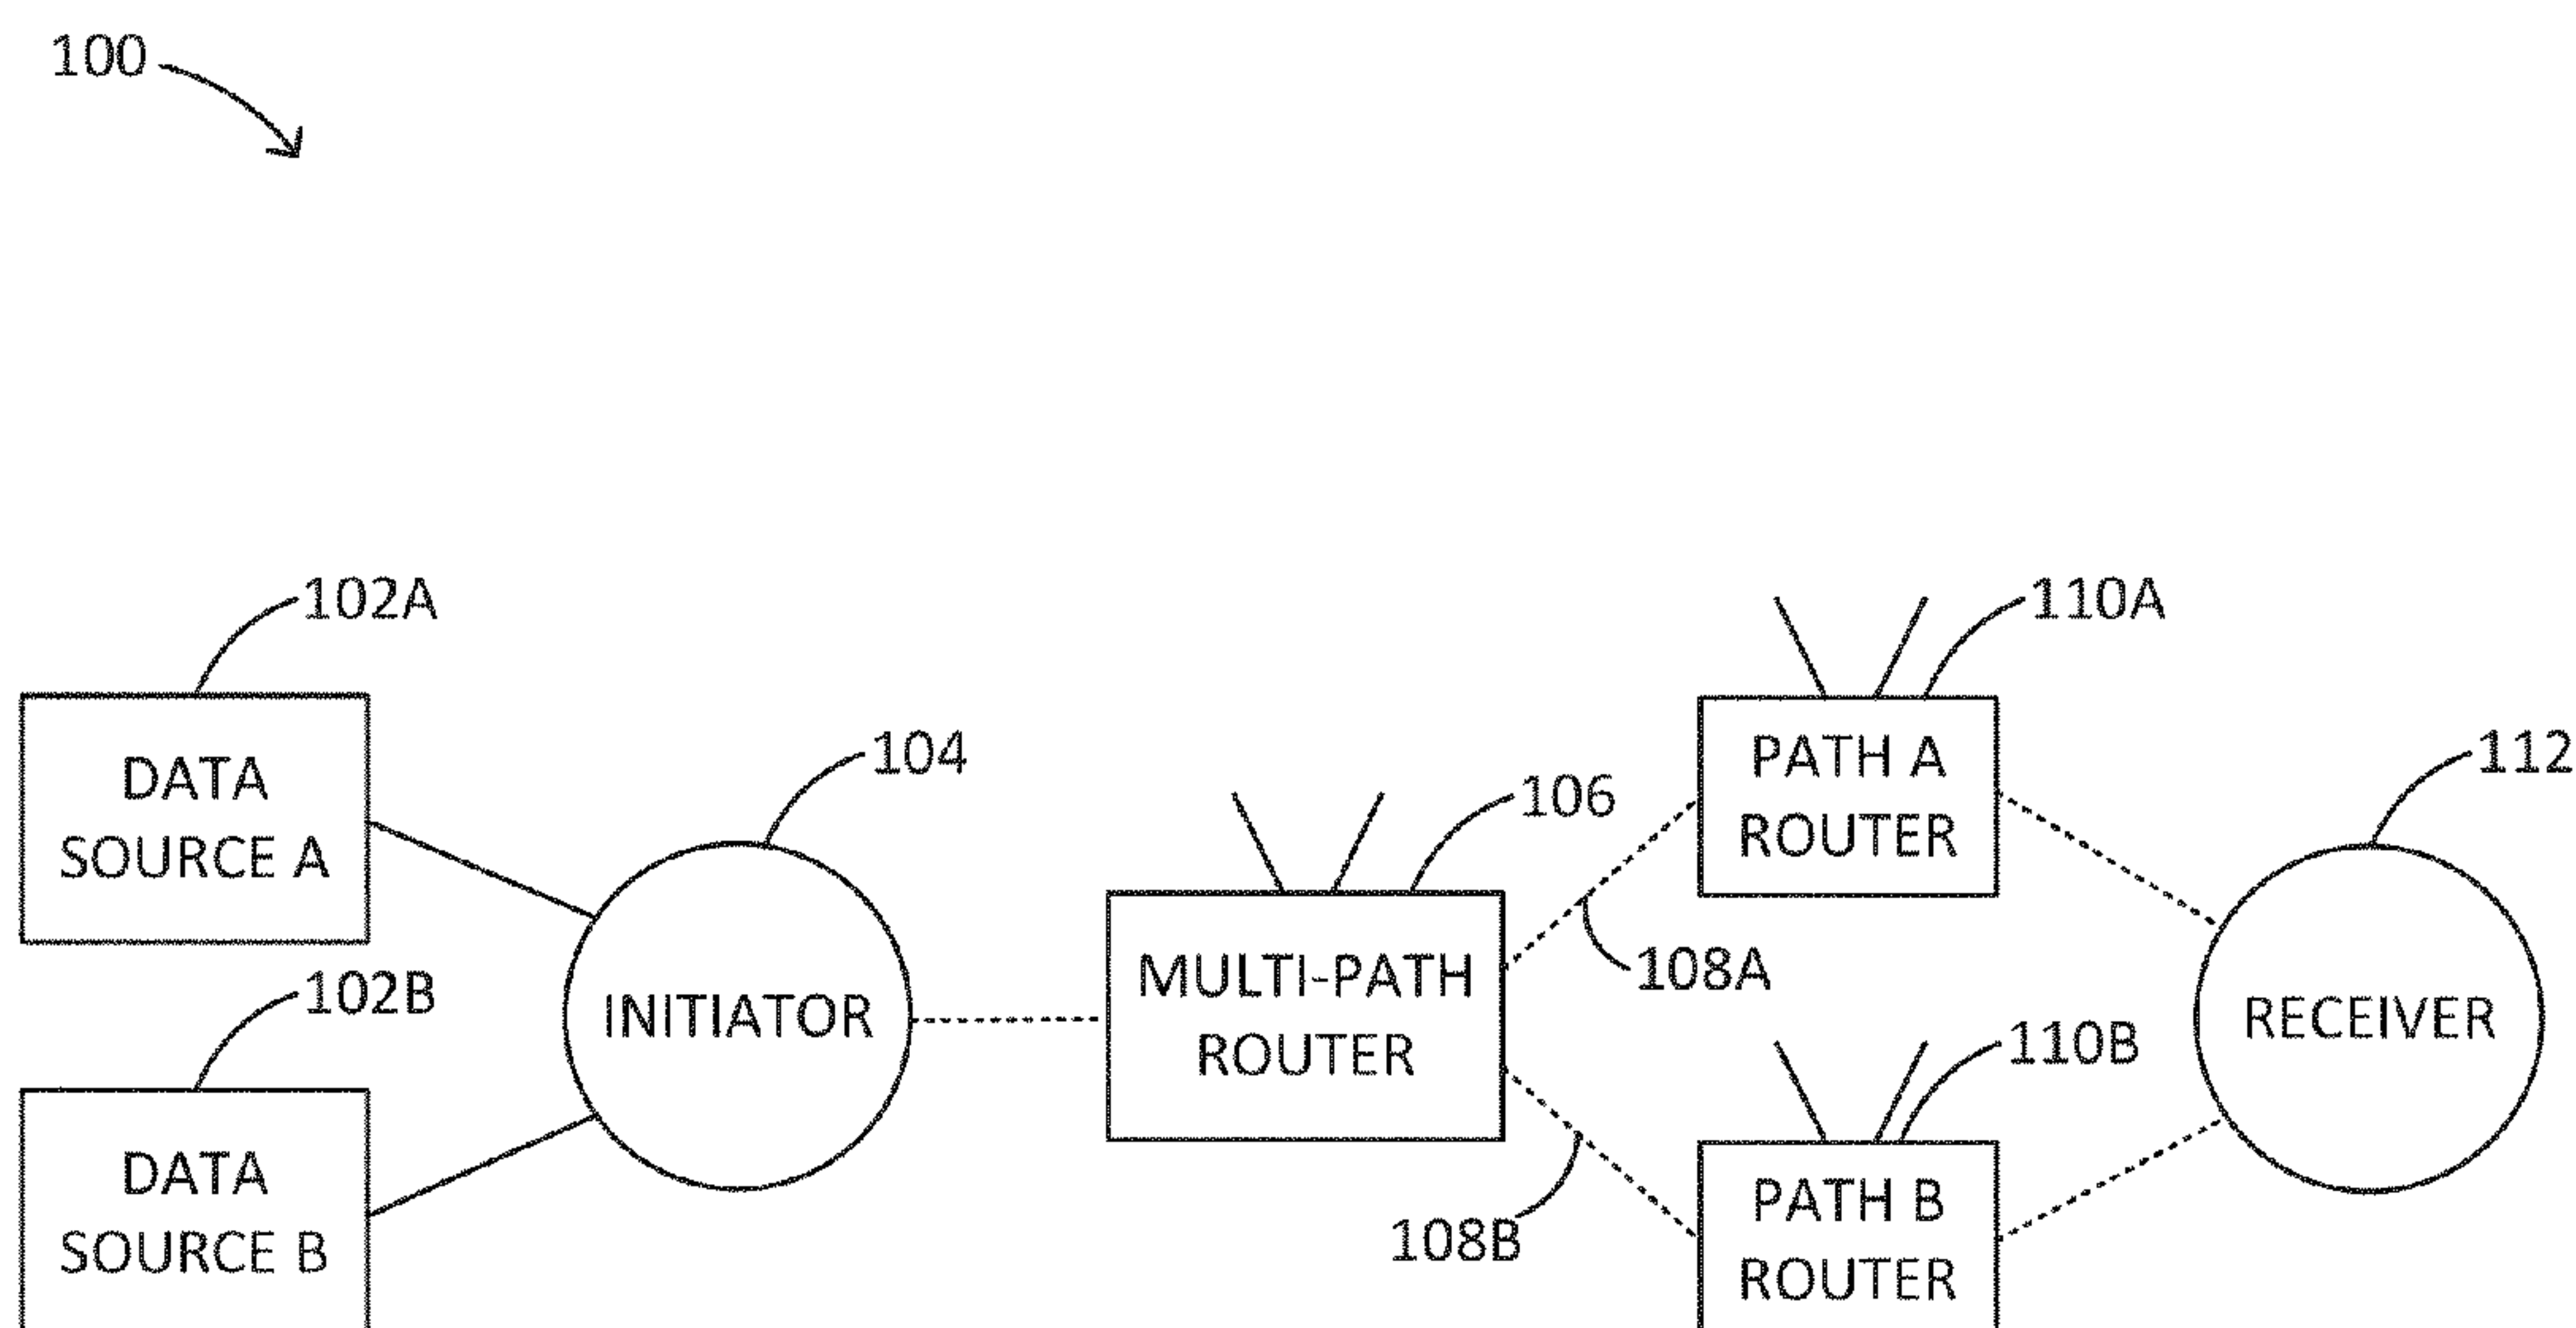 100
102A
DATA
SOURCE A
102B
DATA
SOURCE B
104
INITIATOR
106
MULTI-PATH
ROUTER
108A
108B
110A
PATH A
ROUTER
110B
PATH B
ROUTER
112
RECEIVER